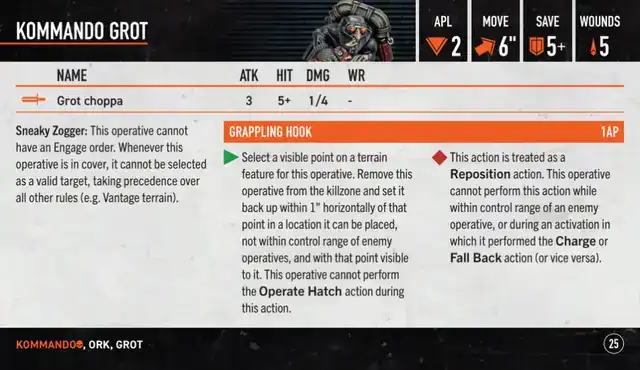 KOMMANDO GROT
APL
2
MOVE
6"
SAVE
5+
WOUNDS
5
NAME ATK HIT DMG WR
Grot choppa 3 5+ 1/4 -
Sneaky Zogger: This operative cannot
have an Engage order. Whenever this
operative is in cover, it cannot be selected
as a valid target, taking precedence over
all other rules (e.g. Vantage terrain).
GRAPPLING HOOK 1AP
Select a visible point on a terrain
feature for this operative. Remove this
operative from the killzone and set it
back up within 1" horizontally of that
point in a location it can be placed,
not within control range of enemy
operatives, and with that point visible
to it. This operative cannot perform
the Operate Hatch action during
this action.
This action is treated as a
Reposition action. This operative
cannot perform this action while
within control range of an enemy
operative, or during an activation in
which it performed the Charge or
Fall Back action (or vice versa).
KOMMANDO, ORK, GROT
25